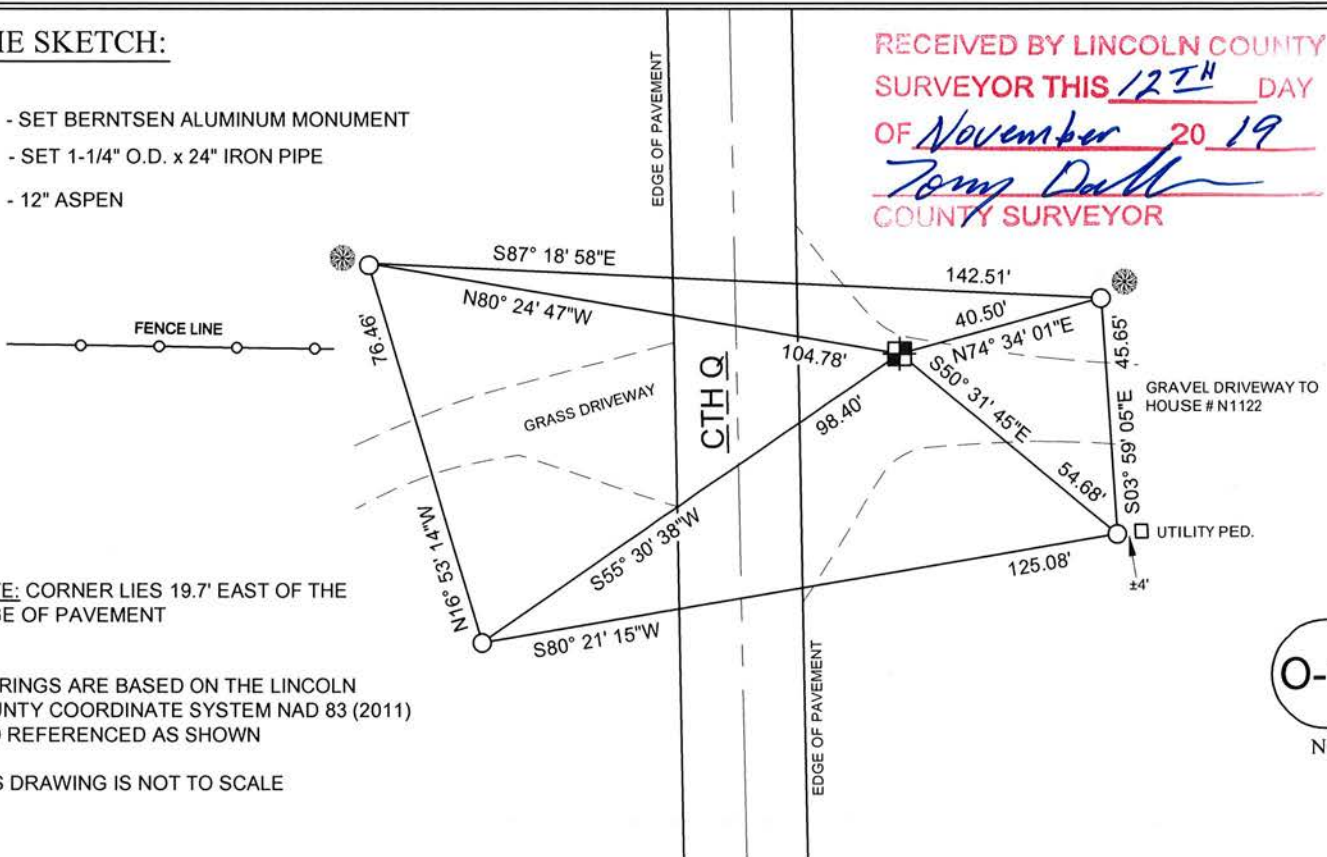 SKETCH:
- SET BERNTSEN ALUMINUM MONUMENT
- SET 1-1/4" O.D. x 24" IRON PIPE
- 12" ASPEN
RECEIVED BY LINCOLN COUNTY
SURVEYOR THIS 12TH DAY
OF November 20 19
COUNTY SURVEYOR
EDGE OF PAVEMENT
S87° 18' 58"E
142.51'
N80° 24' 47"W
104.78'
40.50'
N74° 34' 01"E
FENCE LINE
76.46'
N16° 53' 14"W
GRASS DRIVEWAY
CTH Q
98.40'
S55° 30' 38"W
S50° 31' 45"E
54.68'
45.65'
S03° 59' 05"E
GRAVEL DRIVEWAY TO
HOUSE # N1122
UTILITY PED.
±4'
125.08'
S80° 21' 15"W
EDGE OF PAVEMENT
E: CORNER LIES 19.7' EAST OF THE
E OF PAVEMENT
RINGS ARE BASED ON THE LINCOLN
UNTY COORDINATE SYSTEM NAD 83 (2011)
REFERENCED AS SHOWN
S DRAWING IS NOT TO SCALE
O-
N